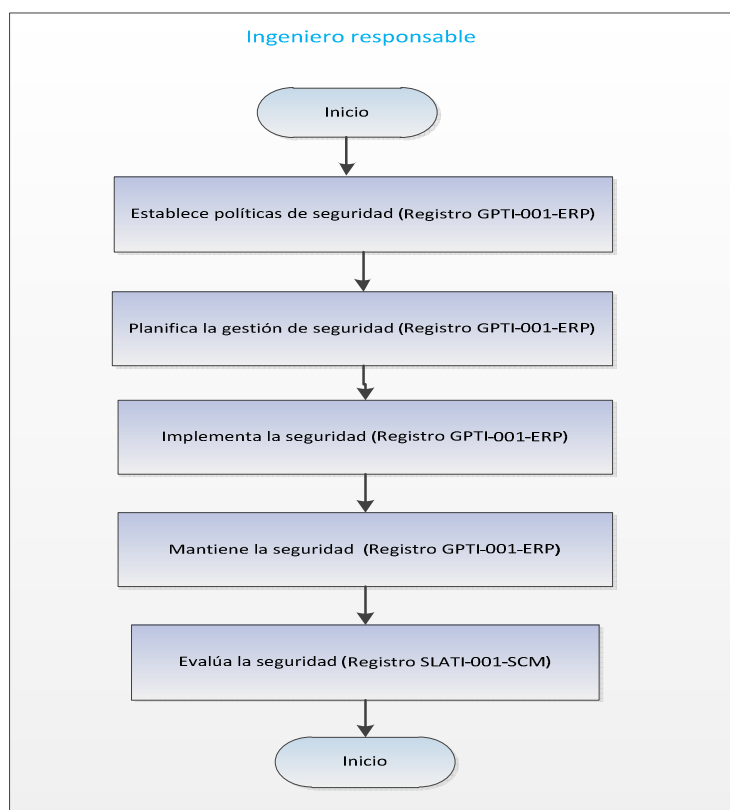 Ingeniero responsable
Inicio
Establece políticas de seguridad (Registro GPTI-001-ERP)
Planifica la gestión de seguridad (Registro GPTI-001-ERP)
Implementa la seguridad (Registro GPTI-001-ERP)
Mantiene la seguridad (Registro GPTI-001-ERP)
Evalúa la seguridad (Registro SLATI-001-SCM)
Inicio